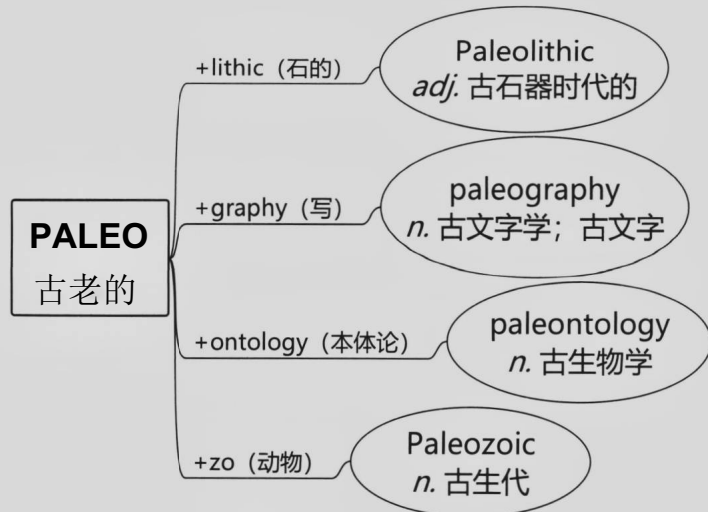 PALEO
古老的
+lithic（石的）
Paleolithic
adj. 古石器时代的
+graphy（写）
paleography
n. 古文字学；古文字
+ontology（本体论）
paleontology
n. 古生物学
+zo（动物）
Paleozoic
n. 古生代